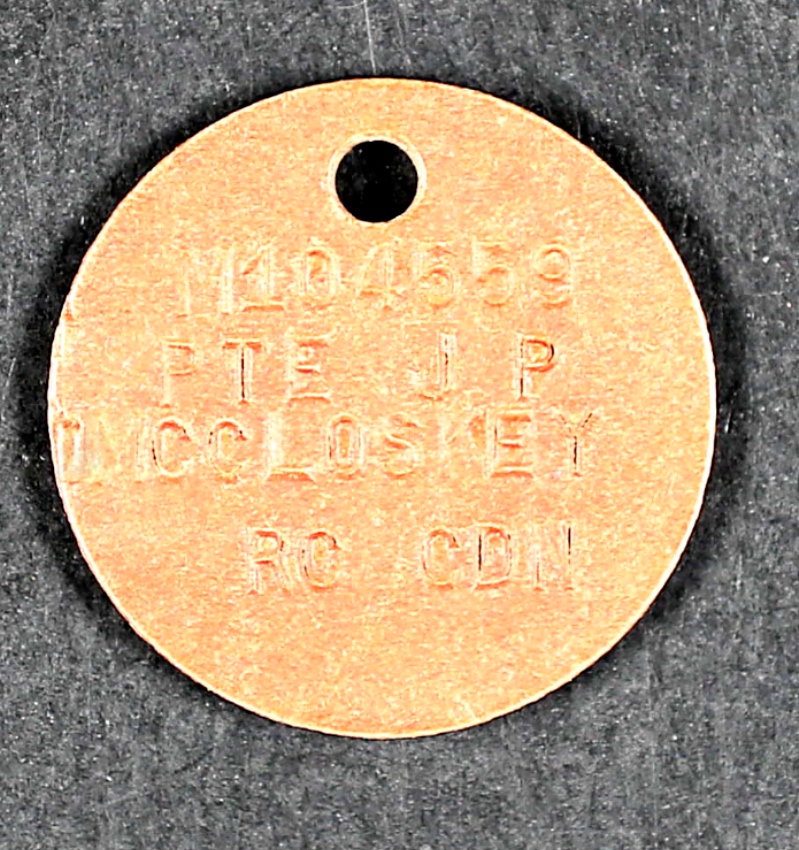 M104559
PTE J P
MCCLOSKEY
RC CDN